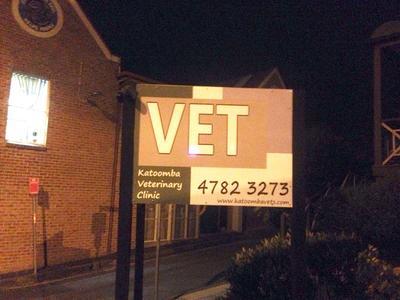 VET
Katoomba
Veterinary
Clinic
4782 3273
www.katoombavets.com